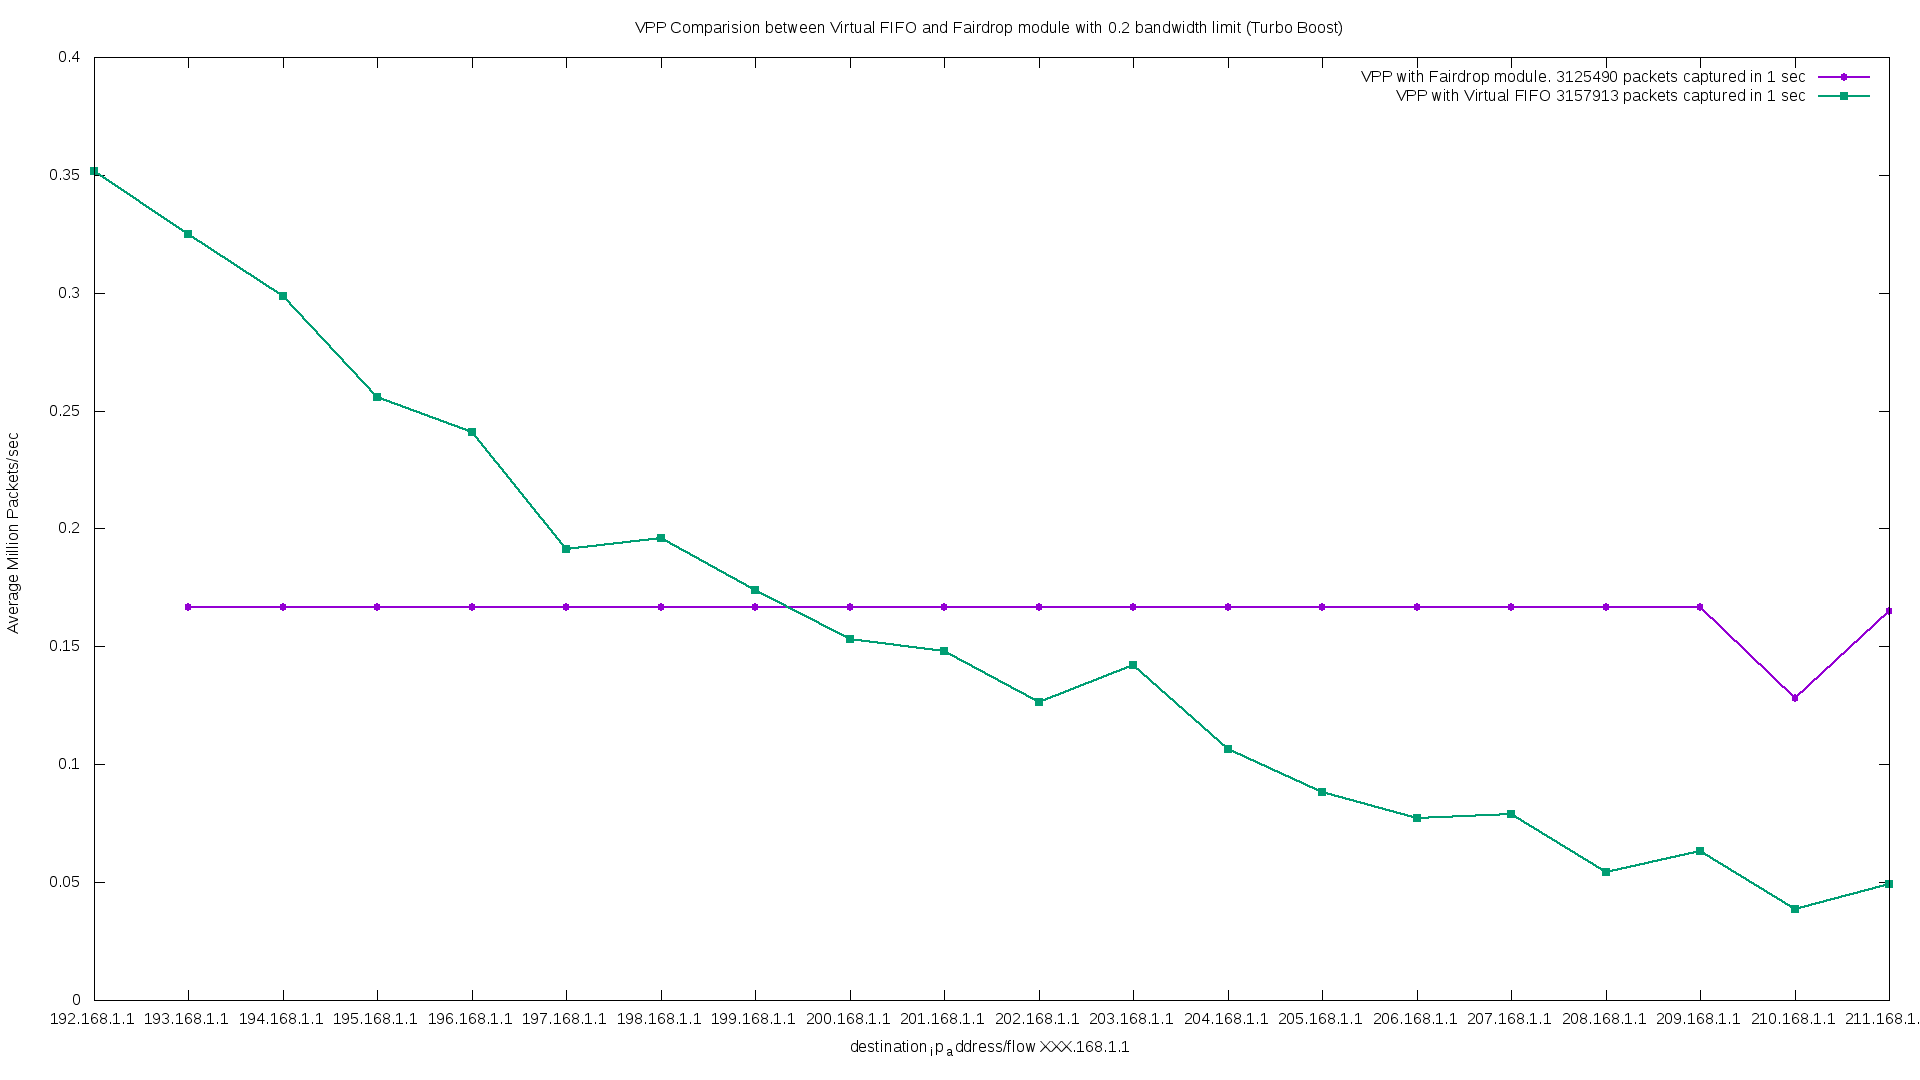 VPP Comparision between Virtual FIFO and Fairdrop module with 0.2 bandwidth limit (Turbo Boost)
VPP with Fairdrop module. 3125490 packets captured in 1 sec
VPP with Virtual FIFO 3157913 packets captured in 1 sec
0.4
0.35
0.3
0.25
0.2
0.15
0.1
0.05
0
Average Million Packets/sec
192.168.1.1 193.168.1.1 194.168.1.1 195.168.1.1 196.168.1.1 197.168.1.1 198.168.1.1 199.168.1.1 200.168.1.1 201.168.1.1 202.168.1.1 203.168.1.1 204.168.1.1 205.168.1.1 206.168.1.1 207.168.1.1 208.168.1.1 209.168.1.1 210.168.1.1 211.168.1.
destination_ip_address/flow XXX.168.1.1